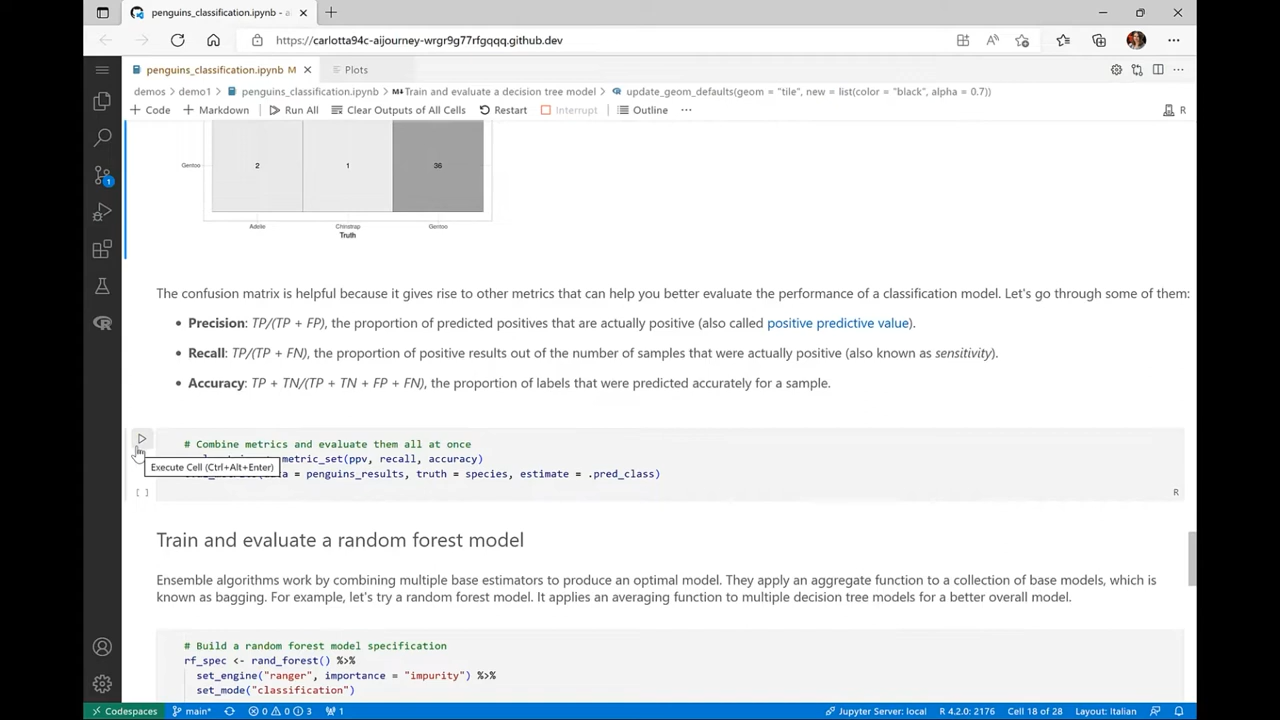 penguins_classification.ipynb - a
https://carlotta94c-aijourney-wrgr9g77rfgqqq.github.dev
penguins_classification.ipynb M
Plots
demos > demo1 > penguins_classification.ipynb > M↓ Train and evaluate a decision tree model > update_geom_defaults(geom = "tile", new = list(color = "black", alpha = 0.7))
+ Code + Markdown Run All Clear Outputs of All Cells Restart Interrupt Outline ··· R
Gentoo 2 1 36
Adelie Chinstrap Gentoo
Truth
The confusion matrix is helpful because it gives rise to other metrics that can help you better evaluate the performance of a classification model. Let's go through some of them:
• Precision: TP/(TP + FP), the proportion of predicted positives that are actually positive (also called positive predictive value).
• Recall: TP/(TP + FN), the proportion of positive results out of the number of samples that were actually positive (also known as sensitivity).
• Accuracy: TP + TN/(TP + TN + FP + FN), the proportion of labels that were predicted accurately for a sample.
# Combine metrics and evaluate them all at once
metric_set(ppv, recall, accuracy)
Execute Cell (Ctrl+Alt+Enter)
= penguins_results, truth = species, estimate = .pred_class)
[ ]
R
Train and evaluate a random forest model
Ensemble algorithms work by combining multiple base estimators to produce an optimal model. They apply an aggregate function to a collection of base models, which is
known as bagging. For example, let's try a random forest model. It applies an averaging function to multiple decision tree models for a better overall model.
# Build a random forest model specification
rf_spec <- rand_forest() %>%
set_engine("ranger", importance = "impurity") %>%
set_mode("classification")
1
Codespaces main* 0 0 3 1 Jupyter Server: local R 4.2.0: 2176 Cell 18 of 28 Layout: Italian